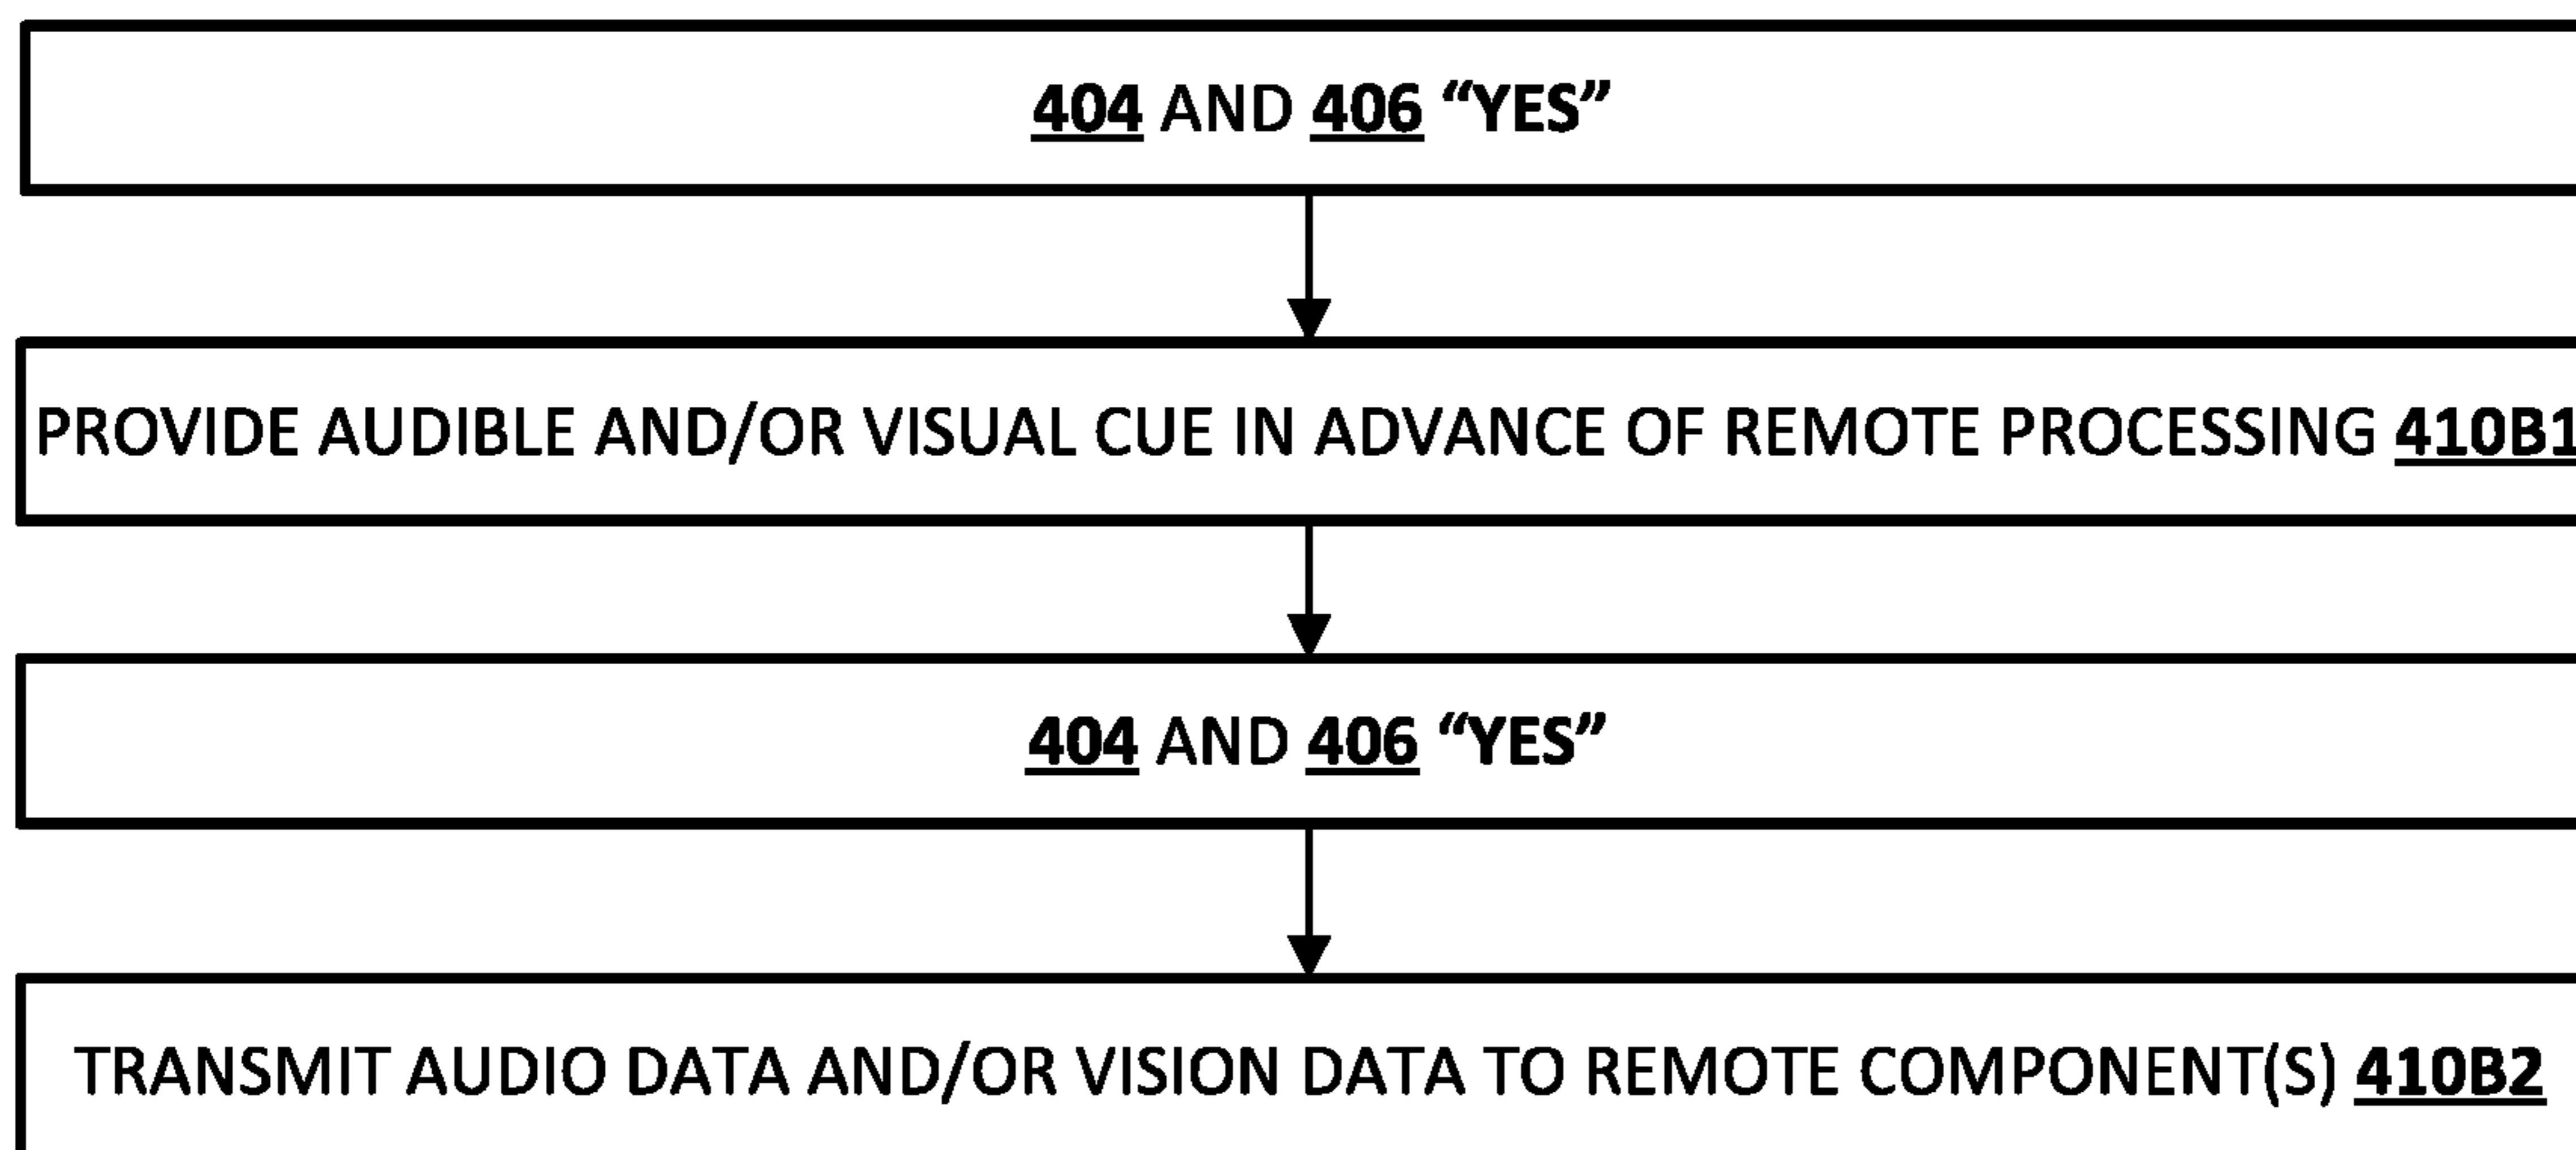 404 AND 406 “YES”
PROVIDE AUDIBLE AND/OR VISUAL CUE IN ADVANCE OF REMOTE PROCESSING 410B1
404 AND 406 “YES”
TRANSMIT AUDIO DATA AND/OR VISION DATA TO REMOTE COMPONENT(S) 410B2